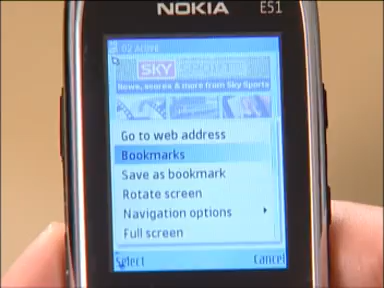 NOKIA E51
O2 Active
SKY SPORTS
News, scores & more from Sky Sports
Go to web address
Bookmarks
Save as bookmark
Rotate screen
Navigation options
Full screen
Select Cancel